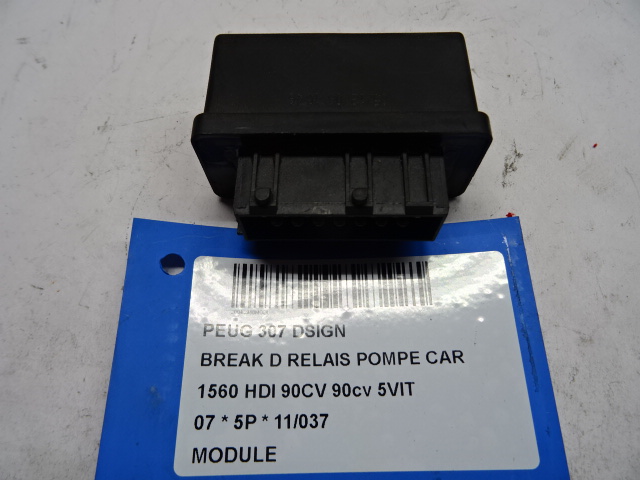 PEUG 307 DSIGN
BREAK D RELAIS POMPE CAR
1560 HDI 90CV 90cv 5VIT
07 * 5P * 11/037
MODULE